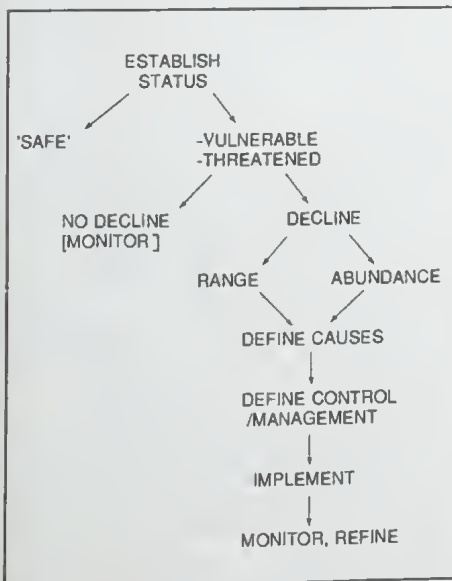 ESTABLISH
STATUS
'SAFE'
-VULNERABLE
-THREATENED
NO DECLINE
[MONITOR]
DECLINE
RANGE
ABUNDANCE
DEFINE CAUSES
DEFINE CONTROL
/MANAGEMENT
IMPLEMENT
MONITOR, REFINE